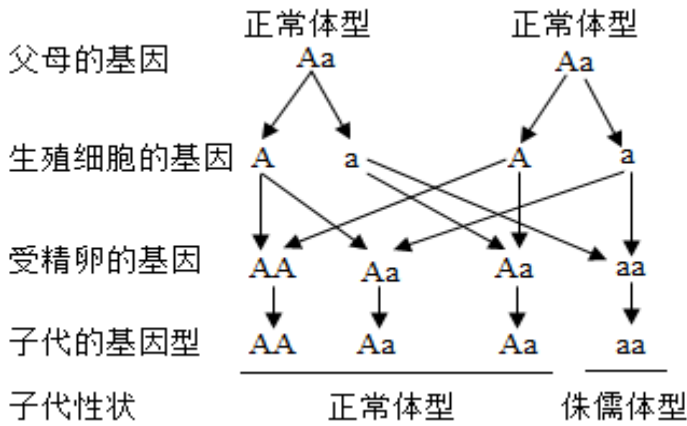 正常体型 正常体型
父母的基因 Aa Aa
生殖细胞的基因 A a A a
受精卵的基因 AA Aa Aa aa
子代的基因型 AA Aa Aa aa
子代性状 正常体型 侏儒体型